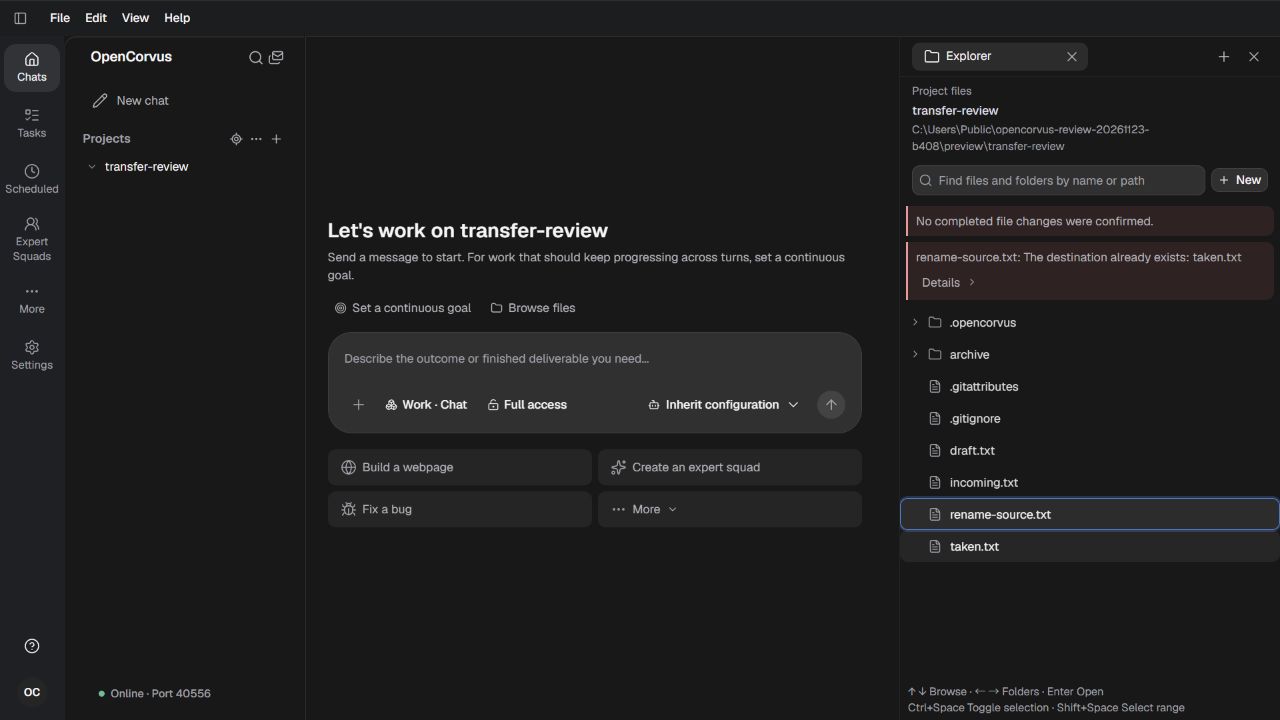 File Edit View Help
Chats
Tasks
Scheduled
Expert
Squads
More
Settings
OC
OpenCorvus
New chat
Projects
transfer-review
Online · Port 40556
Let's work on transfer-review
Send a message to start. For work that should keep progressing across turns, set a continuous
goal.
Set a continuous goal Browse files
Describe the outcome or finished deliverable you need...
Work · Chat Full access Inherit configuration
Build a webpage Create an expert squad
Fix a bug More
Explorer
Project files
transfer-review
C:\Users\Public\opencorvus-review-20261123-
b408\preview\transfer-review
Find files and folders by name or path
New
No completed file changes were confirmed.
rename-source.txt: The destination already exists: taken.txt
Details
.opencorvus
archive
.gitattributes
.gitignore
draft.txt
incoming.txt
rename-source.txt
taken.txt
↑ ↓ Browse · ← → Folders · Enter Open
Ctrl+Space Toggle selection · Shift+Space Select range